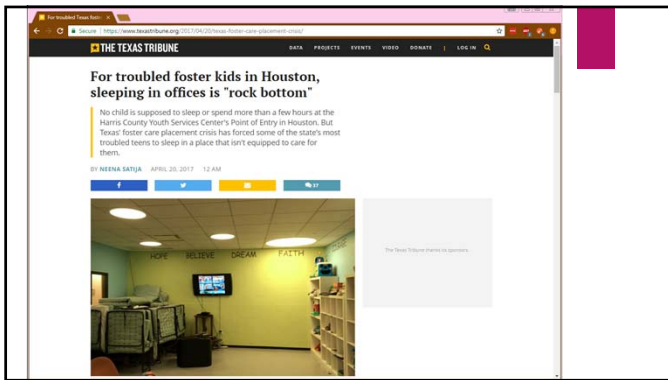 For troubled Texas foste
Secure
https://www.texastribune.org/2017/04/20/texas-foster-care-placement-crisis/
THE TEXAS TRIBUNE
DATA PROJECTS EVENTS VIDEO DONATE | LOG IN
For troubled foster kids in Houston,
sleeping in offices is "rock bottom"
No child is supposed to sleep or spend more than a few hours at the
Harris County Youth Services Center's Point of Entry in Houston. But
Texas' foster care placement crisis has forced some of the state's most
troubled teens to sleep in a place that isn't equipped to care for
them.
BY NEENA SATIJA APRIL 20, 2017 12 AM
37
HOPE BELIEVE DREAM FAITH
The Texas Tribune thanks its sponsors.